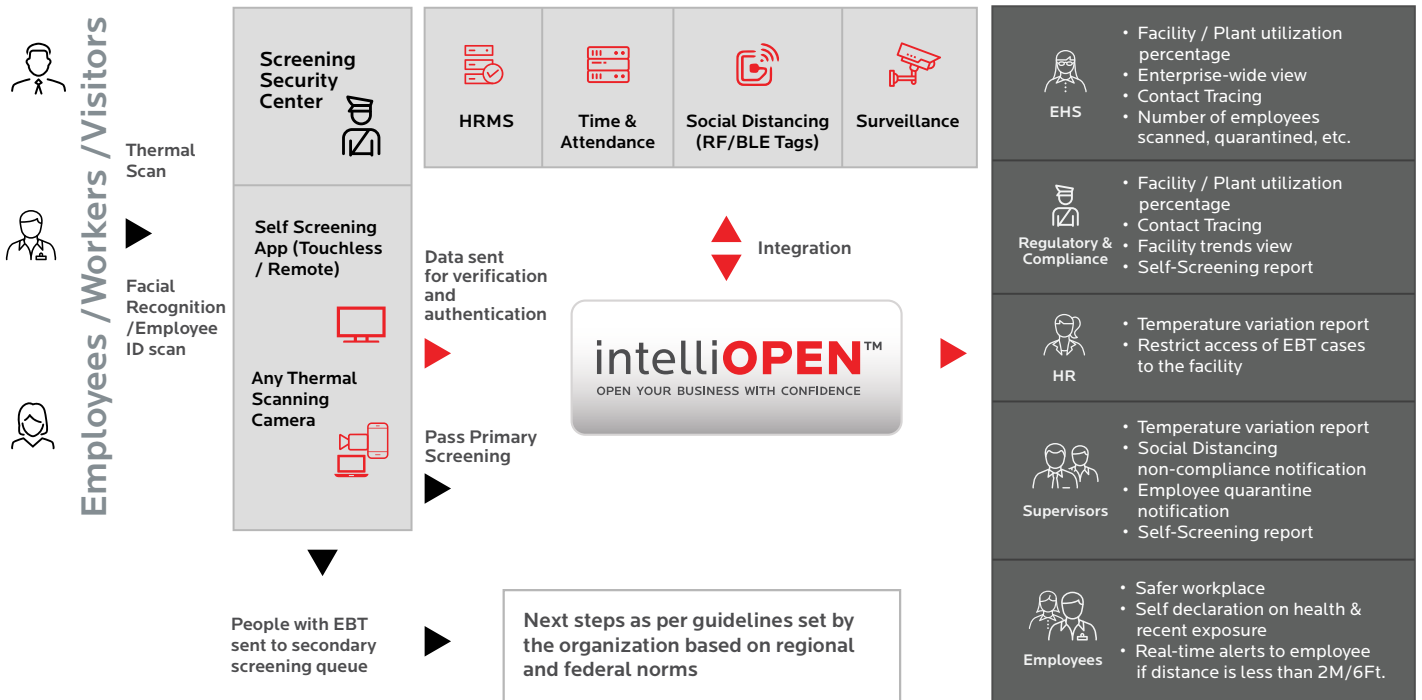 Employees /Workers /Visitors
Thermal
Scan
Facial
Recognition
/Employee
ID scan
Screening
Security
Center
Self Screening
App (Touchless
/ Remote)
Any Thermal
Scanning
Camera
HRMS
Time &
Attendance
Social Distancing
(RF/BLE Tags)
Surveillance
Data sent
for verification
and
authentication
Integration
intelliOPEN™
OPEN YOUR BUSINESS WITH CONFIDENCE
Pass Primary
Screening
People with EBT
sent to secondary
screening queue
Next steps as per guidelines set by
the organization based on regional
and federal norms
EHS
• Facility / Plant utilization
percentage
• Enterprise-wide view
• Contact Tracing
• Number of employees
scanned, quarantined, etc.
Regulatory &
Compliance
• Facility / Plant utilization
percentage
• Contact Tracing
• Facility trends view
• Self-Screening report
HR
• Temperature variation report
• Restrict access of EBT cases
to the facility
Supervisors
• Temperature variation report
• Social Distancing
non-compliance notification
• Employee quarantine
notification
• Self-Screening report
Employees
• Safer workplace
• Self declaration on health &
recent exposure
• Real-time alerts to employee
if distance is less than 2M/6Ft.